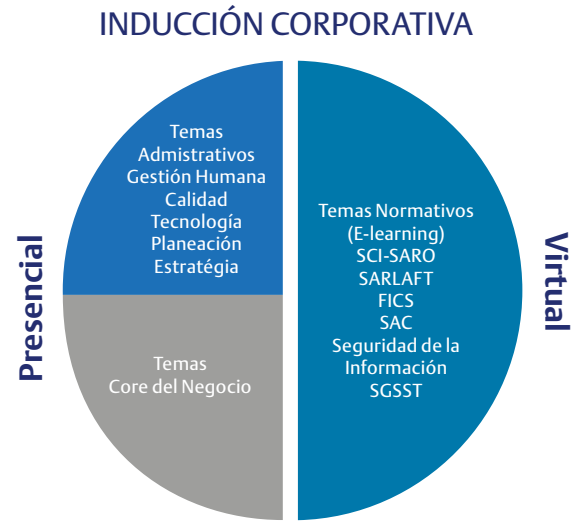 INDUCCIÓN CORPORATIVA
Presencial
Temas
Admistrativos
Gestión Humana
Calidad
Tecnología
Planeación
Estratégia
Temas
Core del Negocio
Temas Normativos
(E-learning)
SCI-SARO
SARLAFT
FICS
SAC
Seguridad de la
Información
SGSST
Virtual